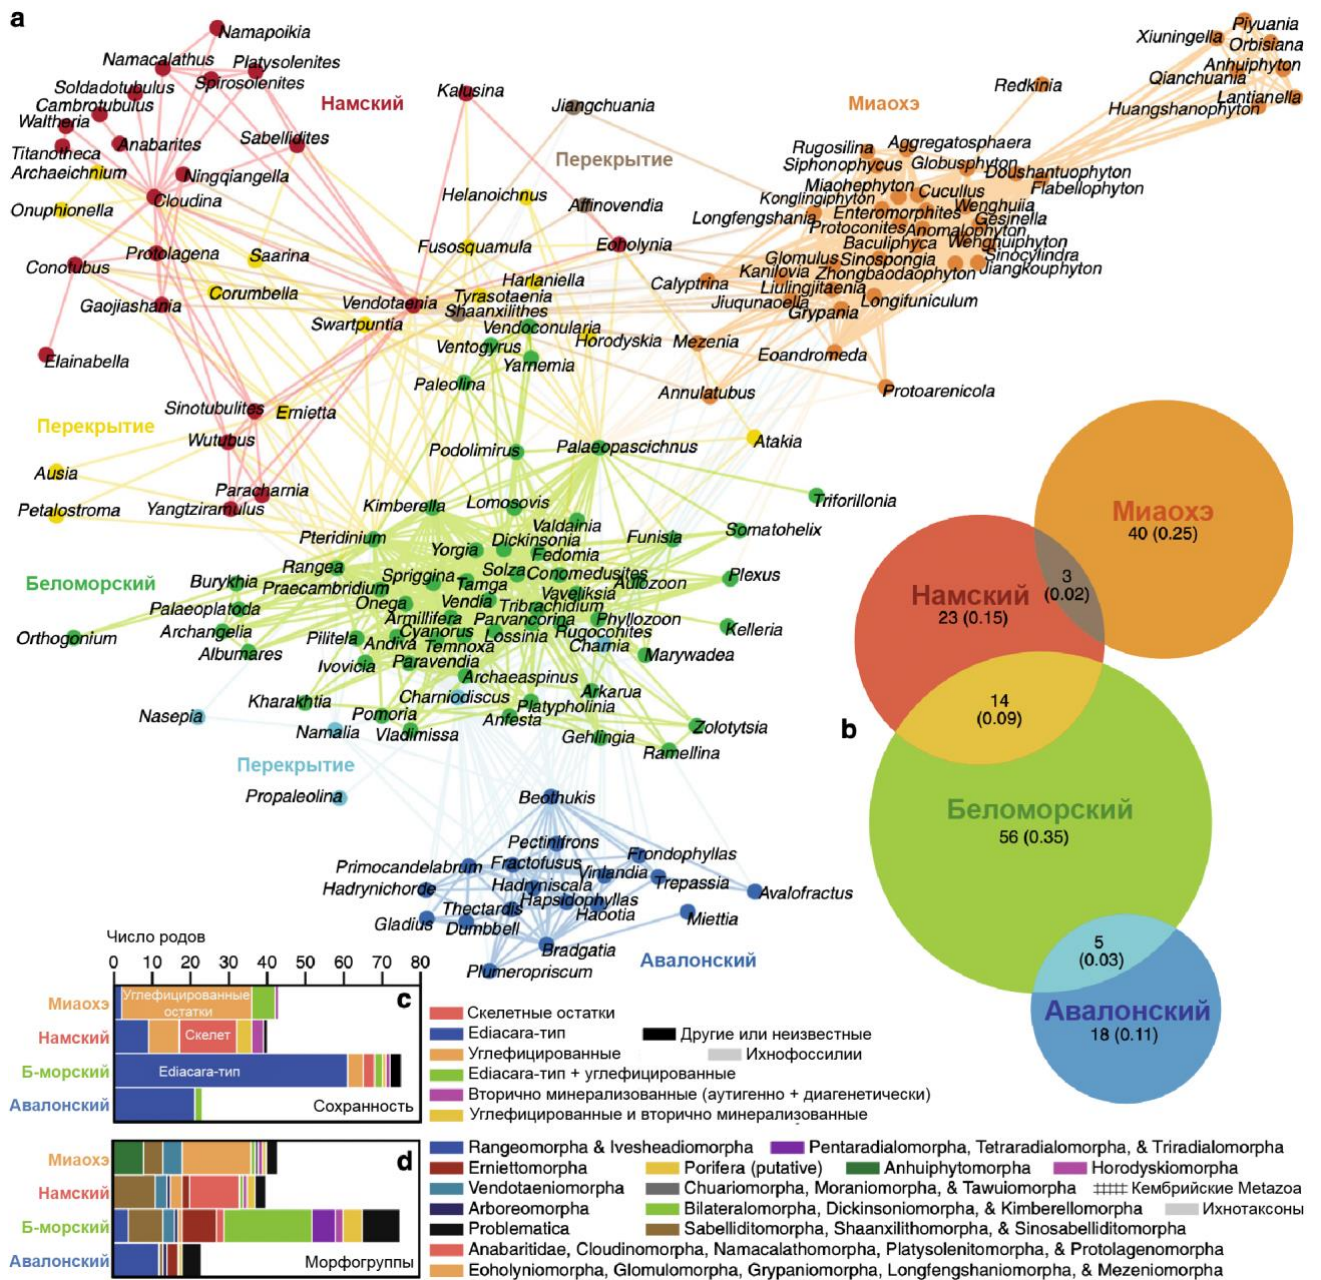 a
Namapoikia
Namacalathus
Platysolenites
Soldadotubulus
Spirosolenites
Cambrotubulus
Waltheria
Anabarites
Sabellidites
Titanotheca
Archaeichnium
Ningqiangella
Onuphionella
Cloudina
Намский
Kalusina
Jiangchuania
Перекрытие
Helanoichnus
Affinovendia
Protolagena
Saarina
Fusosquamula
Eoholynia
Conotubus
Corumbella
Harlaniella
Gaojiashania
Vendotaenia
Tyrasotaenia
Shaanxilithes
Swartpuntia
Vendoconularia
Ventogyrus
Horodyskia
Yarnemia
Elainabella
Paleolina
Миаохэ
Xiuningella
Piyuania
Orbisiana
Anhuiphyton
Qianchuania
Lantianella
Huangshanophyton
Redkinia
Rugosilina
Aggregatosphaera
Siphonophycus
Globusphyton
Doushantuophyton
Miaohephyton
Cucullus
Flabellophyton
Konglingiphyton
Wenghuiia
Longfengshania
Enteromorphites
Gesinella
Protoconites
Anomalophyton
Baculiphyca
Wenghuiphyton
Glomulus
Sinospongia
Sinocylindra
Kanilovia
Zhongbaodaophyton
Jiangkouphyton
Calyptrina
Liulingjitaenia
Jiuqunaoella
Longifuniculum
Grypania
Mezenia
Eoandromeda
Annulatubus
Protoarenicola
Sinotubulites
Ernietta
Перекрытие
Wutubus
Podolimirus
Palaeopascichnus
Atakia
Ausia
Paracharnia
Petalostroma
Yangtziramulus
Kimberella
Lomosovis
Triforillonia
Valdainia
Pteridinium
Dickinsonia
Funisia
Somatohelix
Yorgia
Fedomia
Беломорский
Rangea
Burykhia
Spriggina
Solza
Conomedusites
Plexus
Praecambridium
Tamga
Aulozoon
Palaeoplatoda
Onega
Vendia
Vaveliksia
Tribrachidium
Archangelia
Armillifera
Parvancorina
Phyllozoon
Kelleria
Orthogonium
Pilitela
Andiva
Cyanorus
Lossinia
Rugocohites
Albumares
Temnoxa
Charnia
Marywadea
Ivovicia
Paravendia
Archaeaspinus
Kharakhtia
Charniodiscus
Arkarua
Platypholinia
Nasepia
Pomoria
Anfesta
Zolotytsia
Namalia
Vladimissa
Gehlingia
Ramellina
Перекрытие
Propaleolina
Beothukis
Pectinifrons
Frondophyllas
Primocandelabrum
Fractofusus
Vinlandia
Hadrynichorde
Hadryniscala
Trepassia
Avalofractus
Thectardis
Hapsidophyllas
Haootia
Gladius
Dumbbell
Miettia
Bradgatia
Plumeropriscum
Авалонский
b
Миаохэ
40 (0.25)
3
(0.02)
Намский
23 (0.15)
14
(0.09)
Беломорский
56 (0.35)
5
(0.03)
Авалонский
18 (0.11)
Число родов
0 10 20 30 40 50 60 70 80
c
Миаохэ
Углефицированные
остатки
Намский
Скелет
Б-морский
Ediacara-тип
Авалонский
Сохранность
Скелетные остатки
Ediacara-тип
Другие или неизвестные
Углефицированные
Ихнофоссилии
Ediacara-тип + углефицированные
Вторично минерализованные (аутигенно + диагенетически)
Углефицированные и вторично минерализованные
d
Миаохэ
Намский
Б-морский
Авалонский
Морфогруппы
Rangeomorpha & Ivesheadiomorpha
Pentaradialomorpha, Tetraradialomorpha, & Triradialomorpha
Erniettomorpha
Porifera (putative)
Anhuiphytomorpha
Horodyskiomorpha
Vendotaeniomorpha
Chuariomorpha, Moraniomorpha, & Tawuiomorpha
Кембрийские Metazoa
Arboreomorpha
Bilateralomorpha, Dickinsoniomorpha, & Kimberellomorpha
Ихнотаксоны
Problematica
Sabelliditomorpha, Shaanxilithomorpha, & Sinosabelliditomorpha
Anabaritidae, Cloudinomorpha, Namacalathomorpha, Platysolenitomorpha, & Protolagenomorpha
Eoholyniomorpha, Glomulomorpha, Grypaniomorpha, Longfengshaniomorpha, & Mezeniomorpha